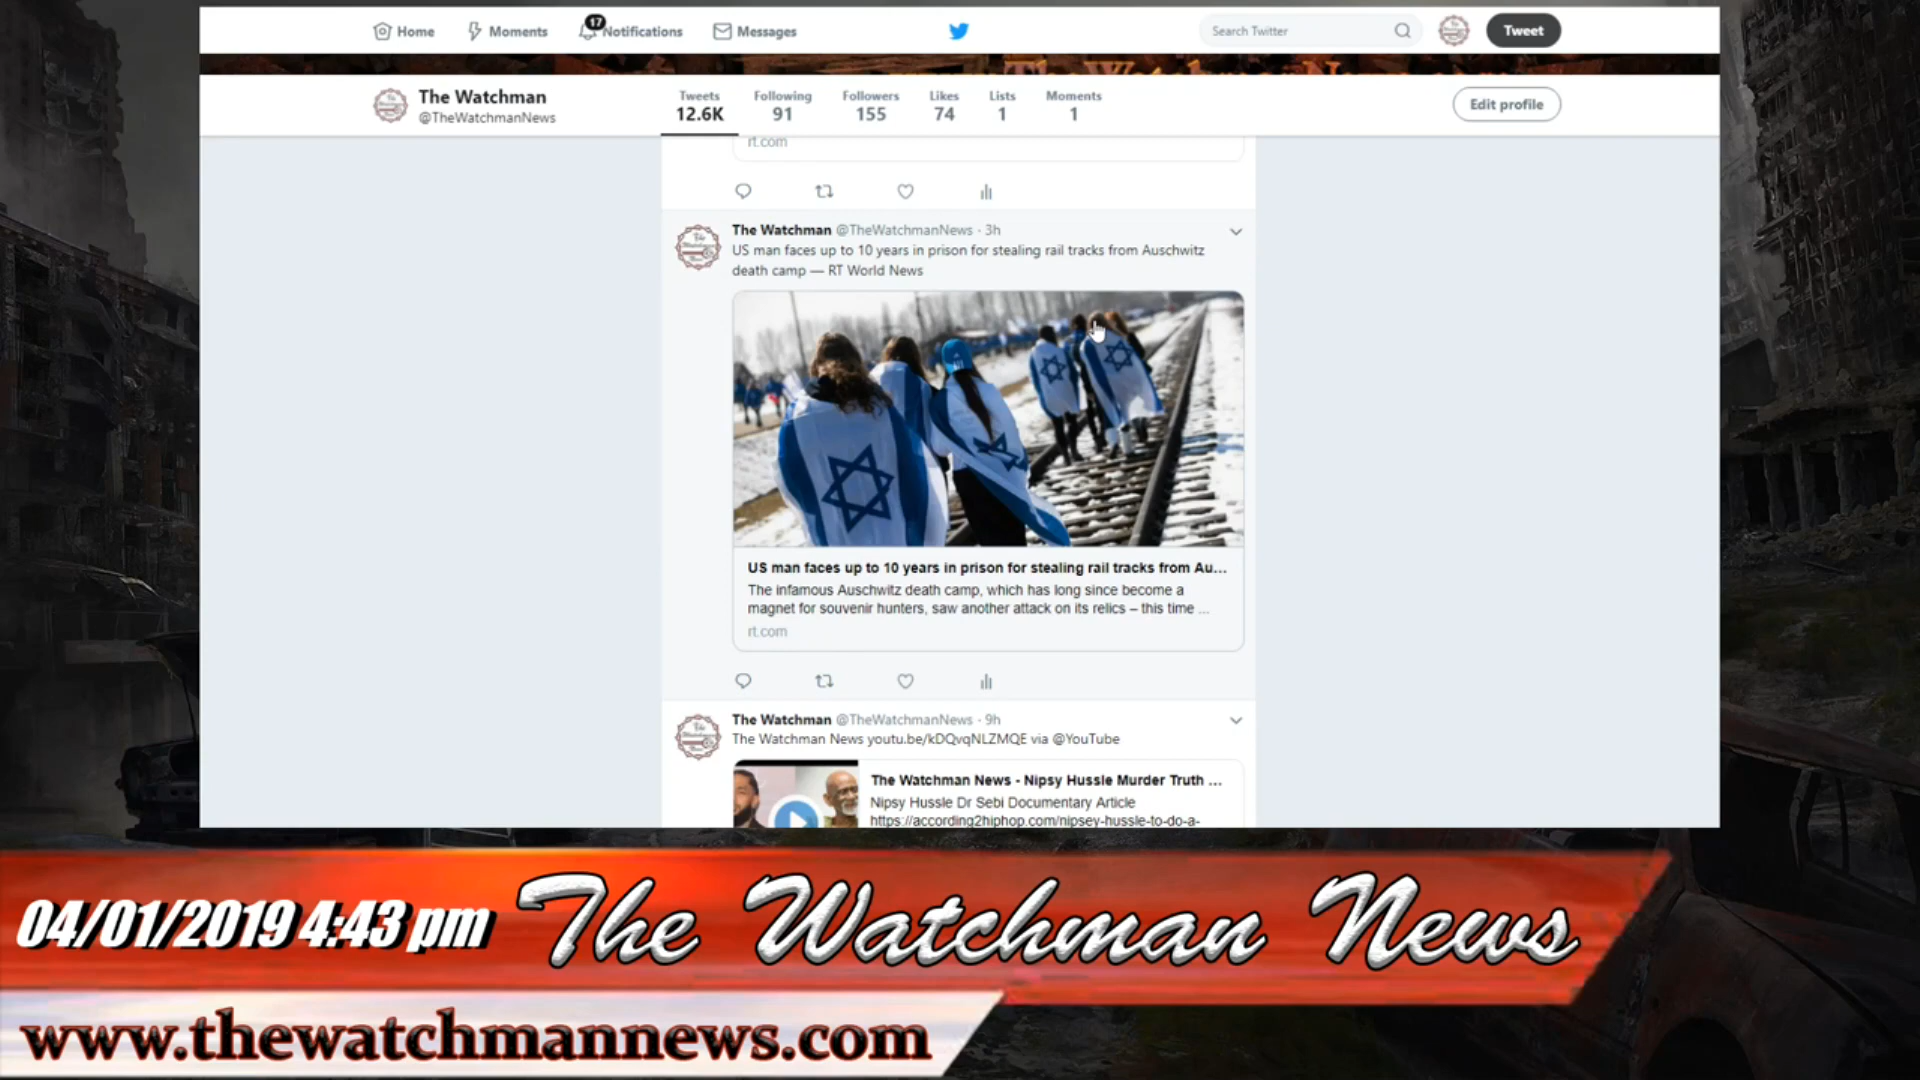 Home
Moments
17
Notifications
Messages
Search Twitter
Tweet
The Watchman
@TheWatchmanNews
Tweets
12.6K
Following
91
Followers
155
Likes
74
Lists
1
Moments
1
Edit profile
rt.com
The Watchman @TheWatchmanNews · 3h
US man faces up to 10 years in prison for stealing rail tracks from Auschwitz
death camp — RT World News
US man faces up to 10 years in prison for stealing rail tracks from Au...
The infamous Auschwitz death camp, which has long since become a
magnet for souvenir hunters, saw another attack on its relics – this time ...
rt.com
The Watchman @TheWatchmanNews · 9h
The Watchman News youtu.be/kDQvqNLZMQE via @YouTube
The Watchman News - Nipsy Hussle Murder Truth ...
Nipsy Hussle Dr Sebi Documentary Article
https://according2hiphop.com/nipsey-hussle-to-do-a-
04/01/2019 4:43 pm
The Watchman News
www.thewatchmannews.com